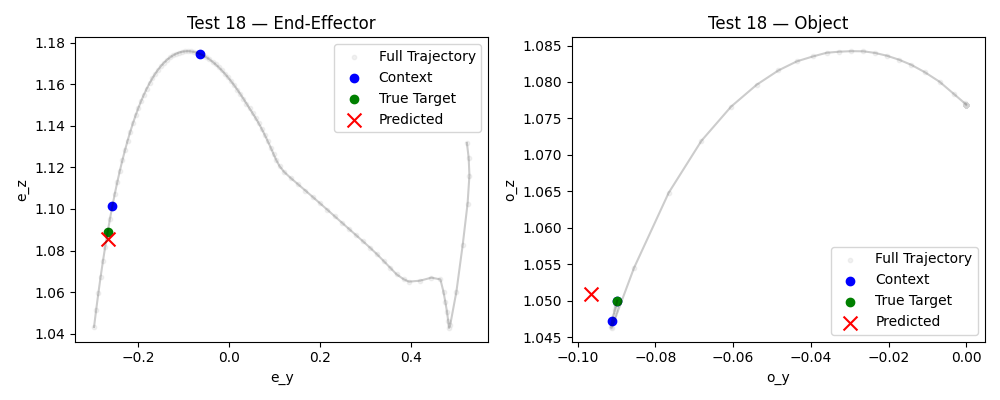 Test 18 — End-Effector
e_z
1.18
1.16
1.14
1.12
1.10
1.08
1.06
1.04
−0.2
0.0
0.2
0.4
e_y
Full Trajectory
Context
True Target
Predicted
Test 18 — Object
o_z
1.085
1.080
1.075
1.070
1.065
1.060
1.055
1.050
1.045
−0.10
−0.08
−0.06
−0.04
−0.02
0.00
o_y
Full Trajectory
Context
True Target
Predicted